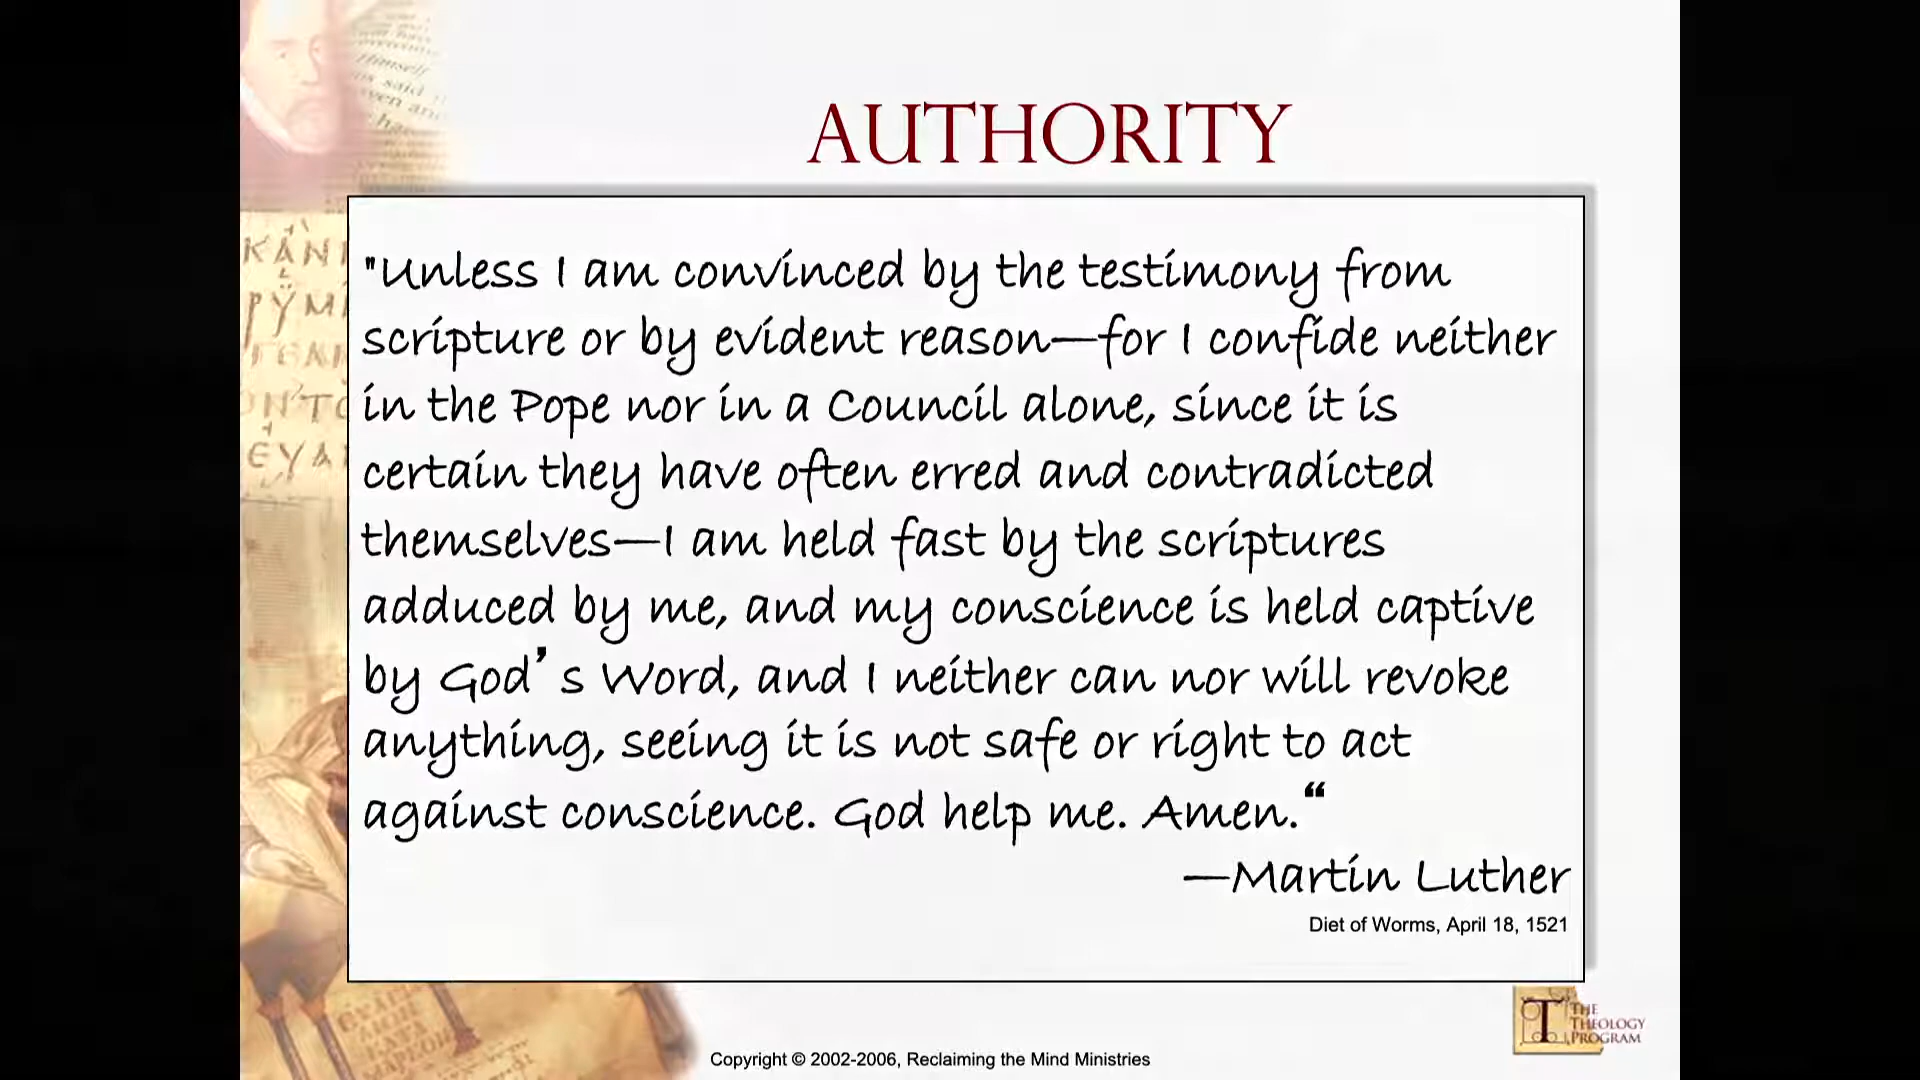 AUTHORITY
"Unless I am convinced by the testimony from
scripture or by evident reason—for I confide neither
in the Pope nor in a Council alone, since it is
certain they have often erred and contradicted
themselves—I am held fast by the scriptures
adduced by me, and my conscience is held captive
by God’s Word, and I neither can nor will revoke
anything, seeing it is not safe or right to act
against conscience. God help me. Amen.“
—Martin Luther
Diet of Worms, April 18, 1521
THE
THEOLOGY
PROGRAM
Copyright © 2002-2006, Reclaiming the Mind Ministries